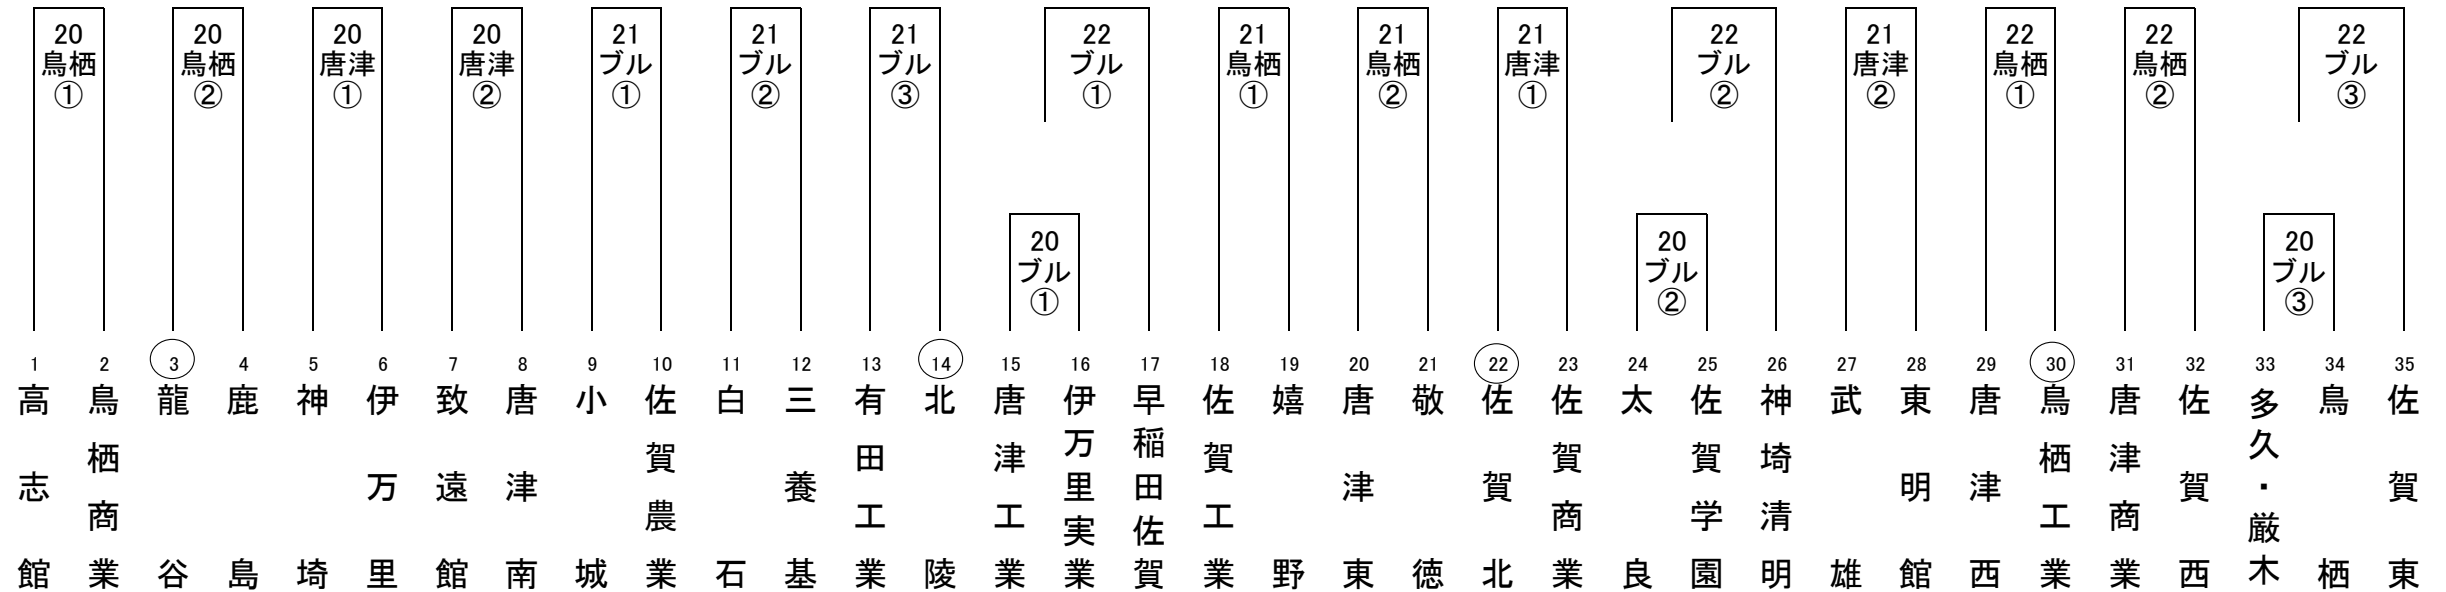 20 鳥栖 ①
20 鳥栖 ②
20 唐津 ①
20 唐津 ②
21 ブル ①
21 ブル ②
21 ブル ③
22 ブル ①
21 鳥栖 ①
21 鳥栖 ②
21 唐津 ①
22 ブル ②
21 唐津 ②
22 鳥栖 ①
22 鳥栖 ②
22 ブル ③
20 ブル ①
20 ブル ②
20 ブル ③
1 高志館
2 鳥栖商業
3 龍谷
4 鹿島
5 神埼
6 伊万里
7 致遠館
8 唐津南
9 小城
10 佐賀農業
11 白石
12 三養基
13 有田工業
14 北陵
15 唐津工業
16 伊万里実業
17 早稲田佐賀
18 佐賀工業
19 嬉野
20 唐津東
21 敬徳
22 佐賀北
23 佐賀商業
24 太良
25 佐賀学園
26 神埼清明
27 武雄
28 東明館
29 唐津西
30 鳥栖工業
31 唐津商業
32 佐賀西
33 多久・厳木
34 鳥栖
35 佐賀東